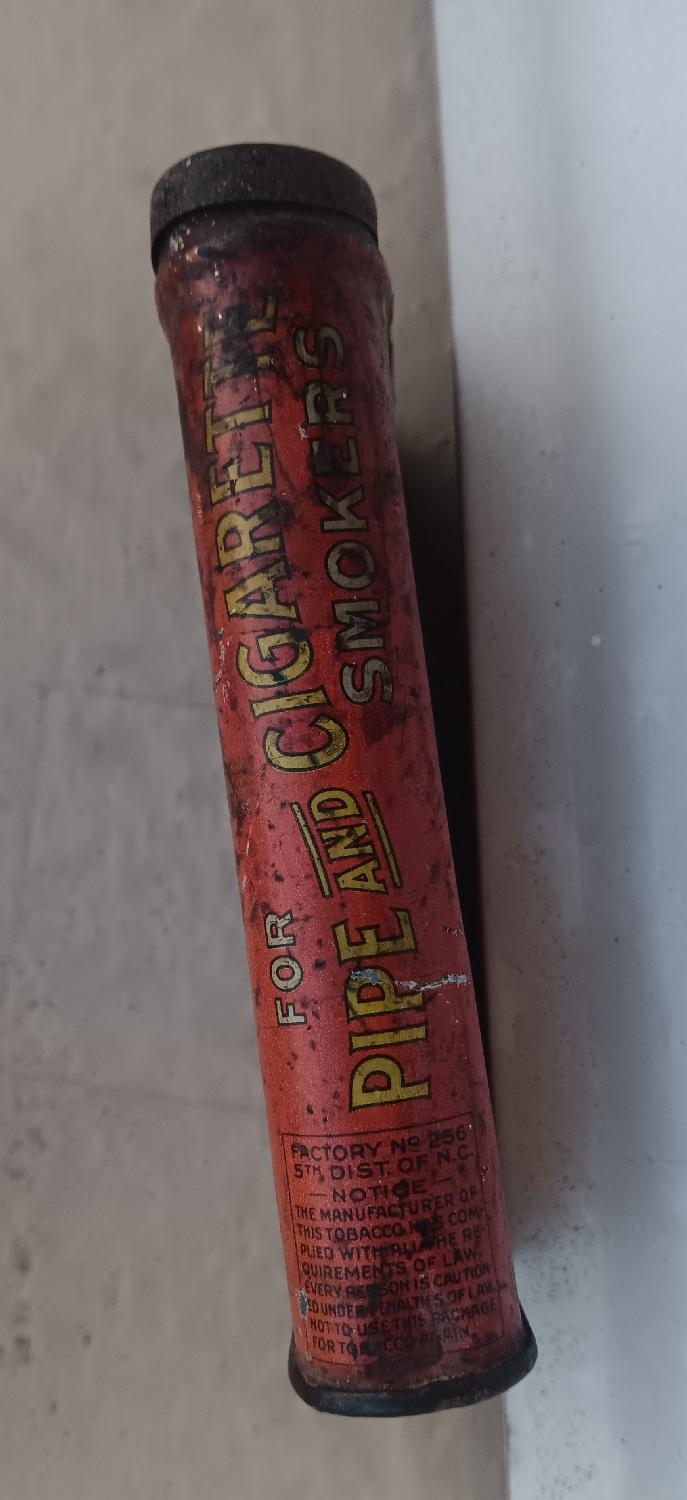 FOR
PIPE AND CIGARETTE
SMOKERS
FACTORY No 256
5TH DIST. OF N.C.
—NOTICE—
THE MANUFACTURER OF
THIS TOBACCO HAS COM-
PLIED WITH ALL THE RE-
QUIREMENTS OF LAW.
EVERY PERSON IS CAUTION
ED UNDER PENALTIES OF LAW
NOT TO USE THIS PACKAGE
FOR TOBACCO AGAIN.